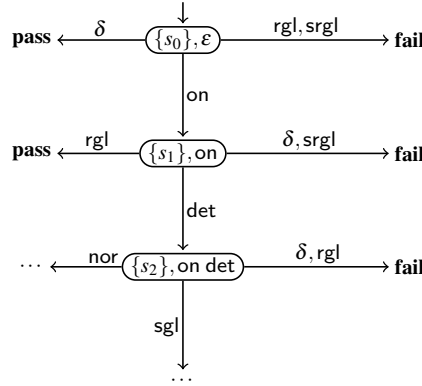 pass δ {s₀}, ε rgl, srgl fail
on
pass rgl {s₁}, on δ, srgl fail
det
··· nor {s₂}, on det δ, rgl fail
sgl
···